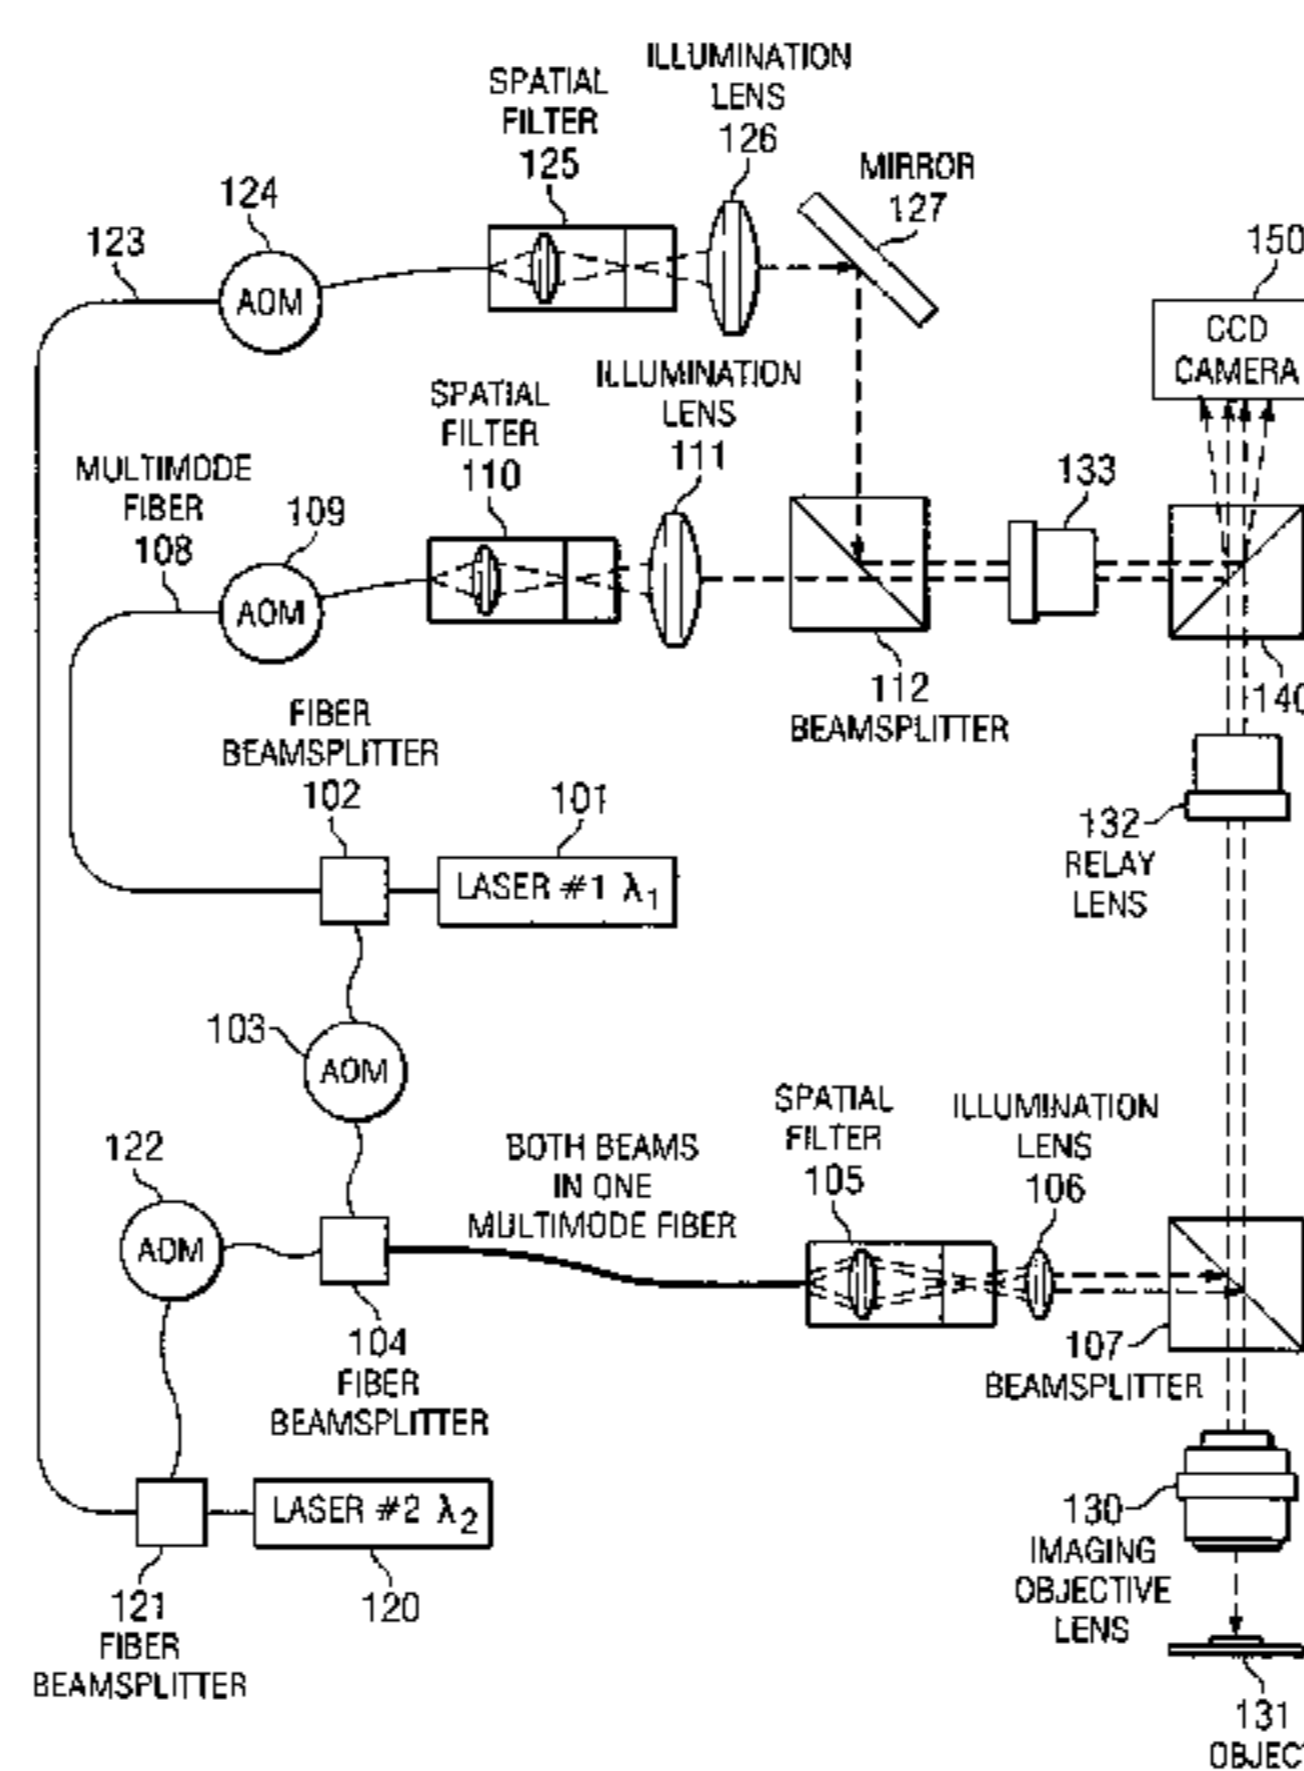 ILLUMINATION
LENS
126
SPATIAL
FILTER
125
MIRROR
127
124
123
AOM
150
CCD
CAMERA
ILLUMINATION
LENS
111
SPATIAL
FILTER
110
MULTIMODE
FIBER
108
109
AOM
133
112
BEAMSPLITTER
140
FIBER
BEAMSPLITTER
102
101
LASER #1 λ1
132
RELAY
LENS
103
AOM
122
AOM
BOTH BEAMS
IN ONE
MULTIMODE FIBER
SPATIAL
FILTER
105
ILLUMINATION
LENS
106
104
FIBER
BEAMSPLITTER
107
BEAMSPLITTER
LASER #2 λ2
130
IMAGING
OBJECTIVE
LENS
121
FIBER
BEAMSPLITTER
120
131
OBJEC